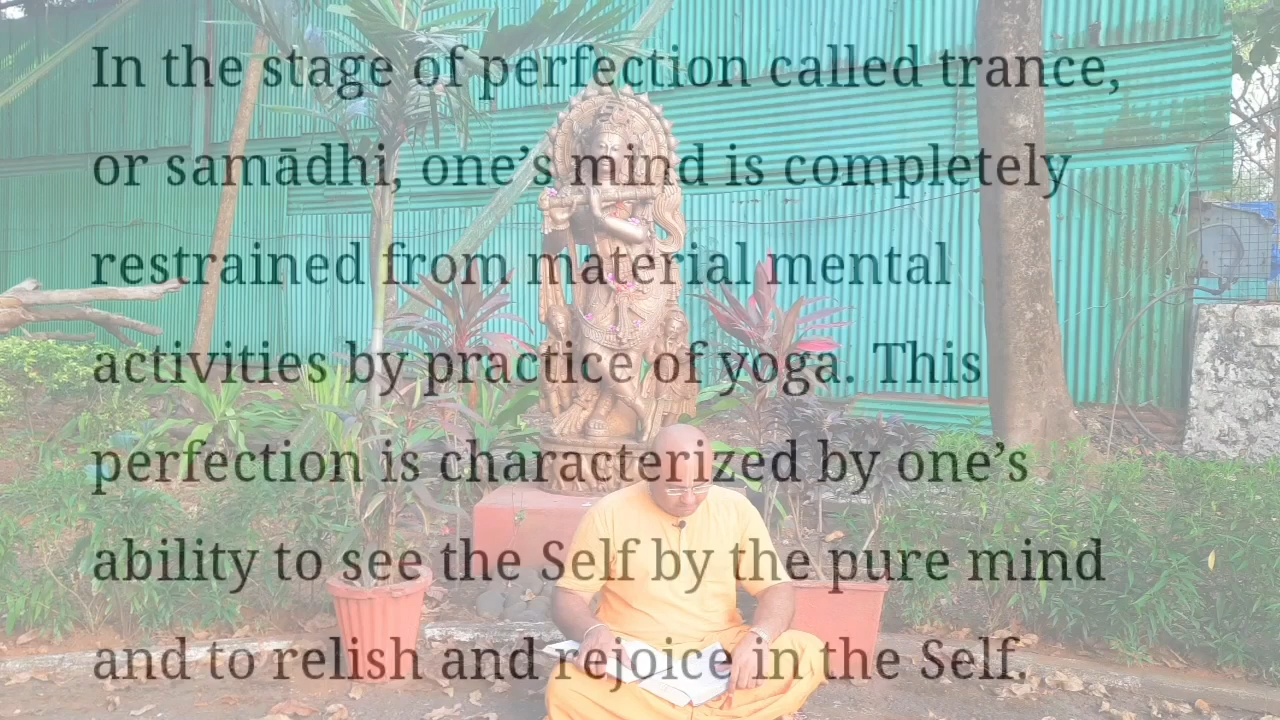 In the stage of perfection called trance,
or samādhi, one’s mind is completely
restrained from material mental
activities by practice of yoga. This
perfection is characterized by one’s
ability to see the Self by the pure mind
and to relish and rejoice in the Self.